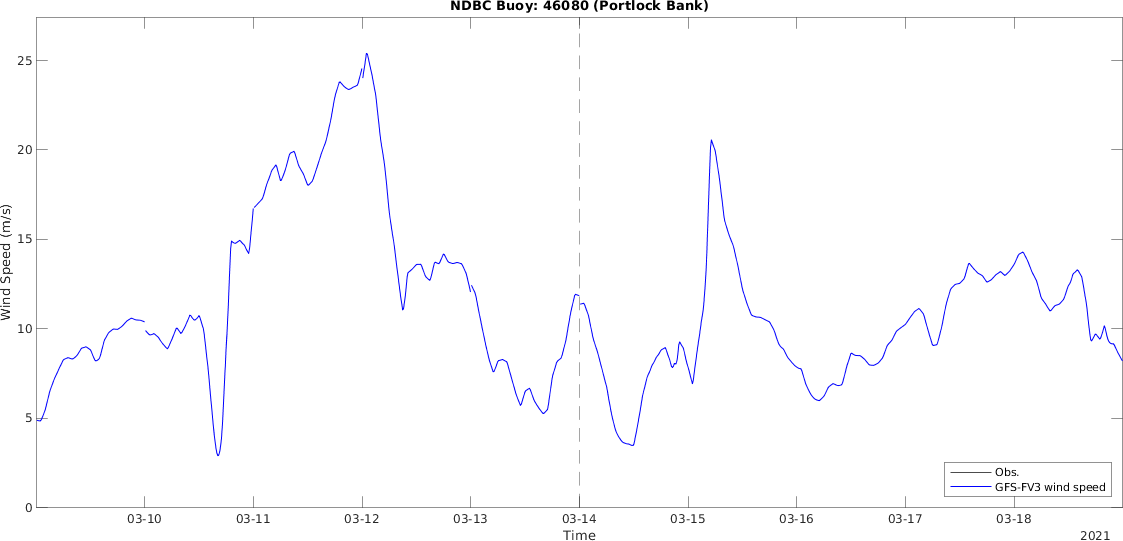 NDBC Buoy: 46080 (Portlock Bank)
Wind Speed (m/s)
25
20
15
10
5
0
03-10 03-11 03-12 03-13 03-14 03-15 03-16 03-17 03-18
Time
2021
Obs.
GFS-FV3 wind speed